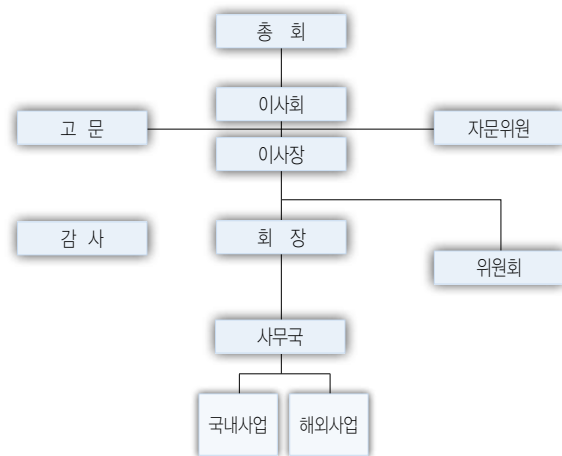 총 회
이사회
고 문
자문위원
이사장
감 사
회 장
위원회
사무국
국내사업
해외사업